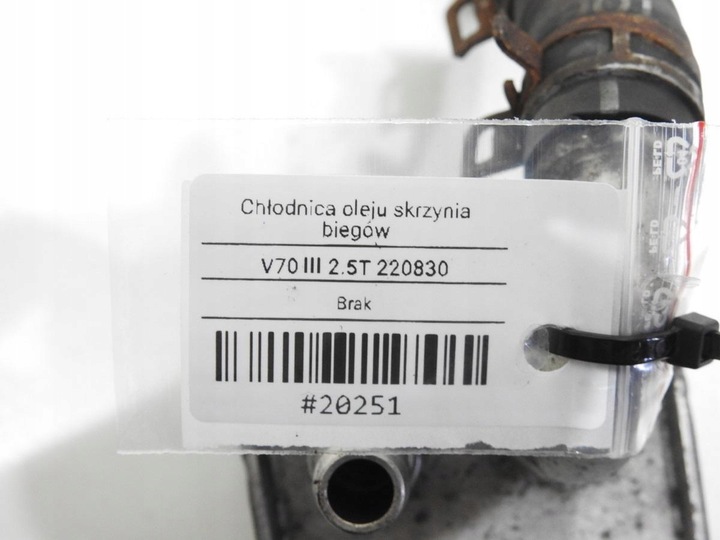 Chłodnica oleju skrzynia
biegów
V70 III 2.5T 220830
Brak
#20251